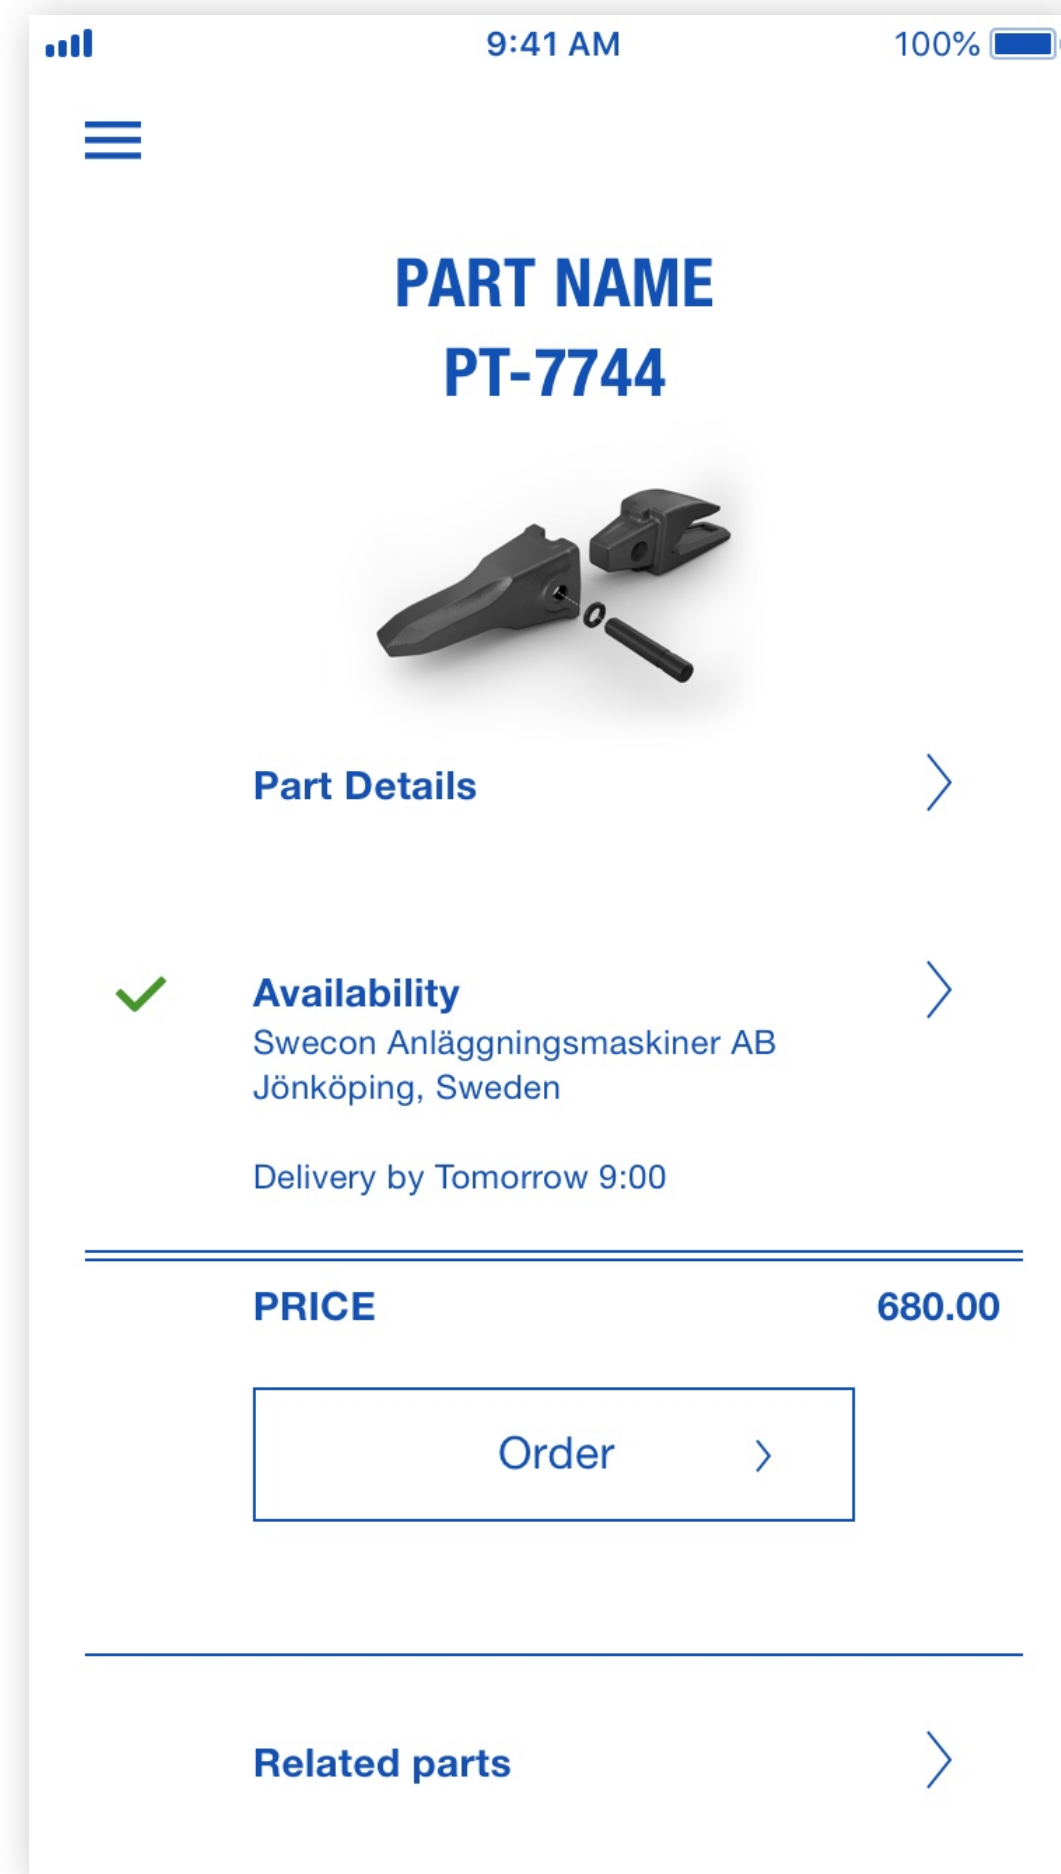 9:41 AM
100%
PART NAME
PT-7744
Part Details
Availability
Swecon Anläggningsmaskiner AB
Jönköping, Sweden
Delivery by Tomorrow 9:00
PRICE 680.00
Order
Related parts